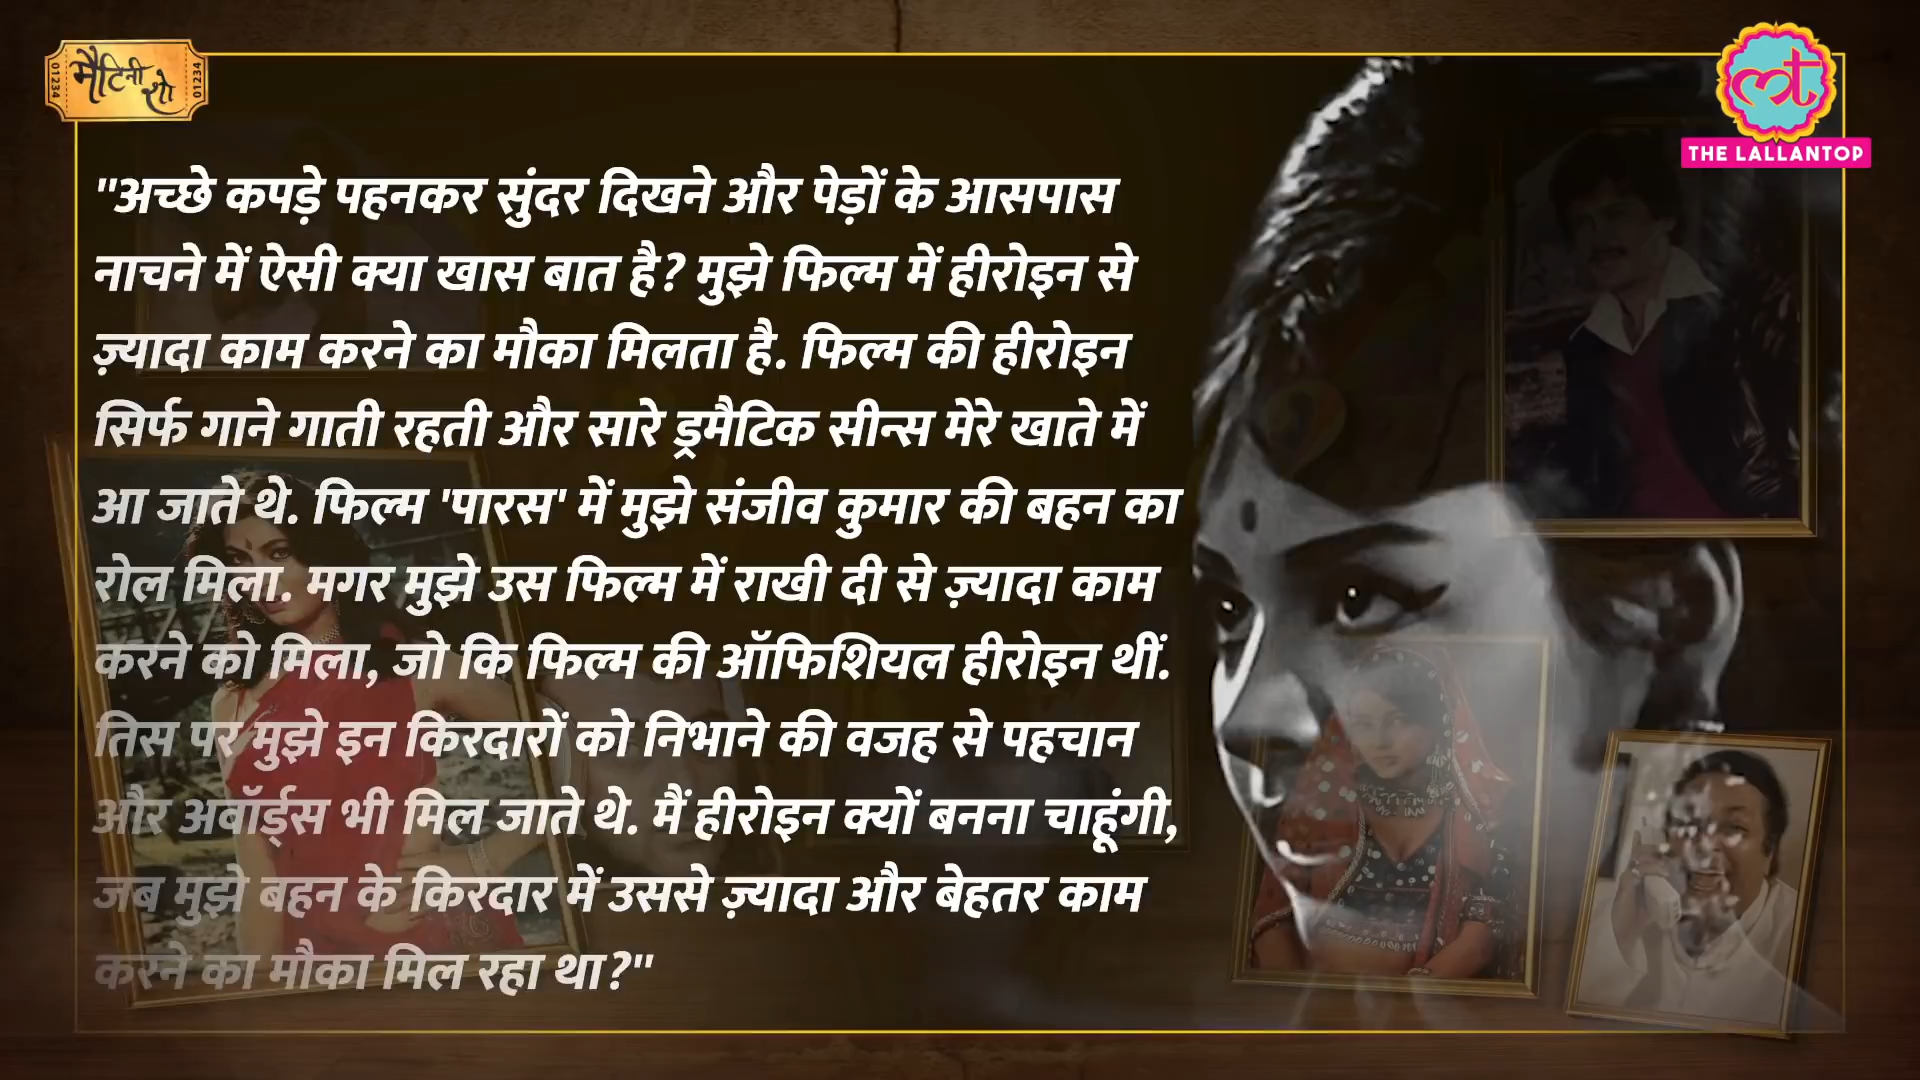 मैटिनी शो
01234
01234
THE LALLANTOP
"अच्छे कपड़े पहनकर सुंदर दिखने और पेड़ों के आसपास
नाचने में ऐसी क्या खास बात है? मुझे फिल्म में हीरोइन से
ज़्यादा काम करने का मौका मिलता है. फिल्म की हीरोइन
सिर्फ गाने गाती रहती और सारे ड्रमैटिक सीन्स मेरे खाते में
आ जाते थे. फिल्म 'पारस' में मुझे संजीव कुमार की बहन का
रोल मिला. मगर मुझे उस फिल्म में राखी दी से ज़्यादा काम
करने को मिला, जो कि फिल्म की ऑफिशियल हीरोइन थीं.
तिस पर मुझे इन किरदारों को निभाने की वजह से पहचान
और अवॉर्ड्स भी मिल जाते थे. मैं हीरोइन क्यों बनना चाहूंगी,
जब मुझे बहन के किरदार में उससे ज़्यादा और बेहतर काम
करने का मौका मिल रहा था?"